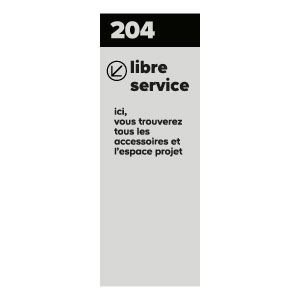 204
libre
service
ici,
vous trouverez
tous les
accessoires et
l'espace projet